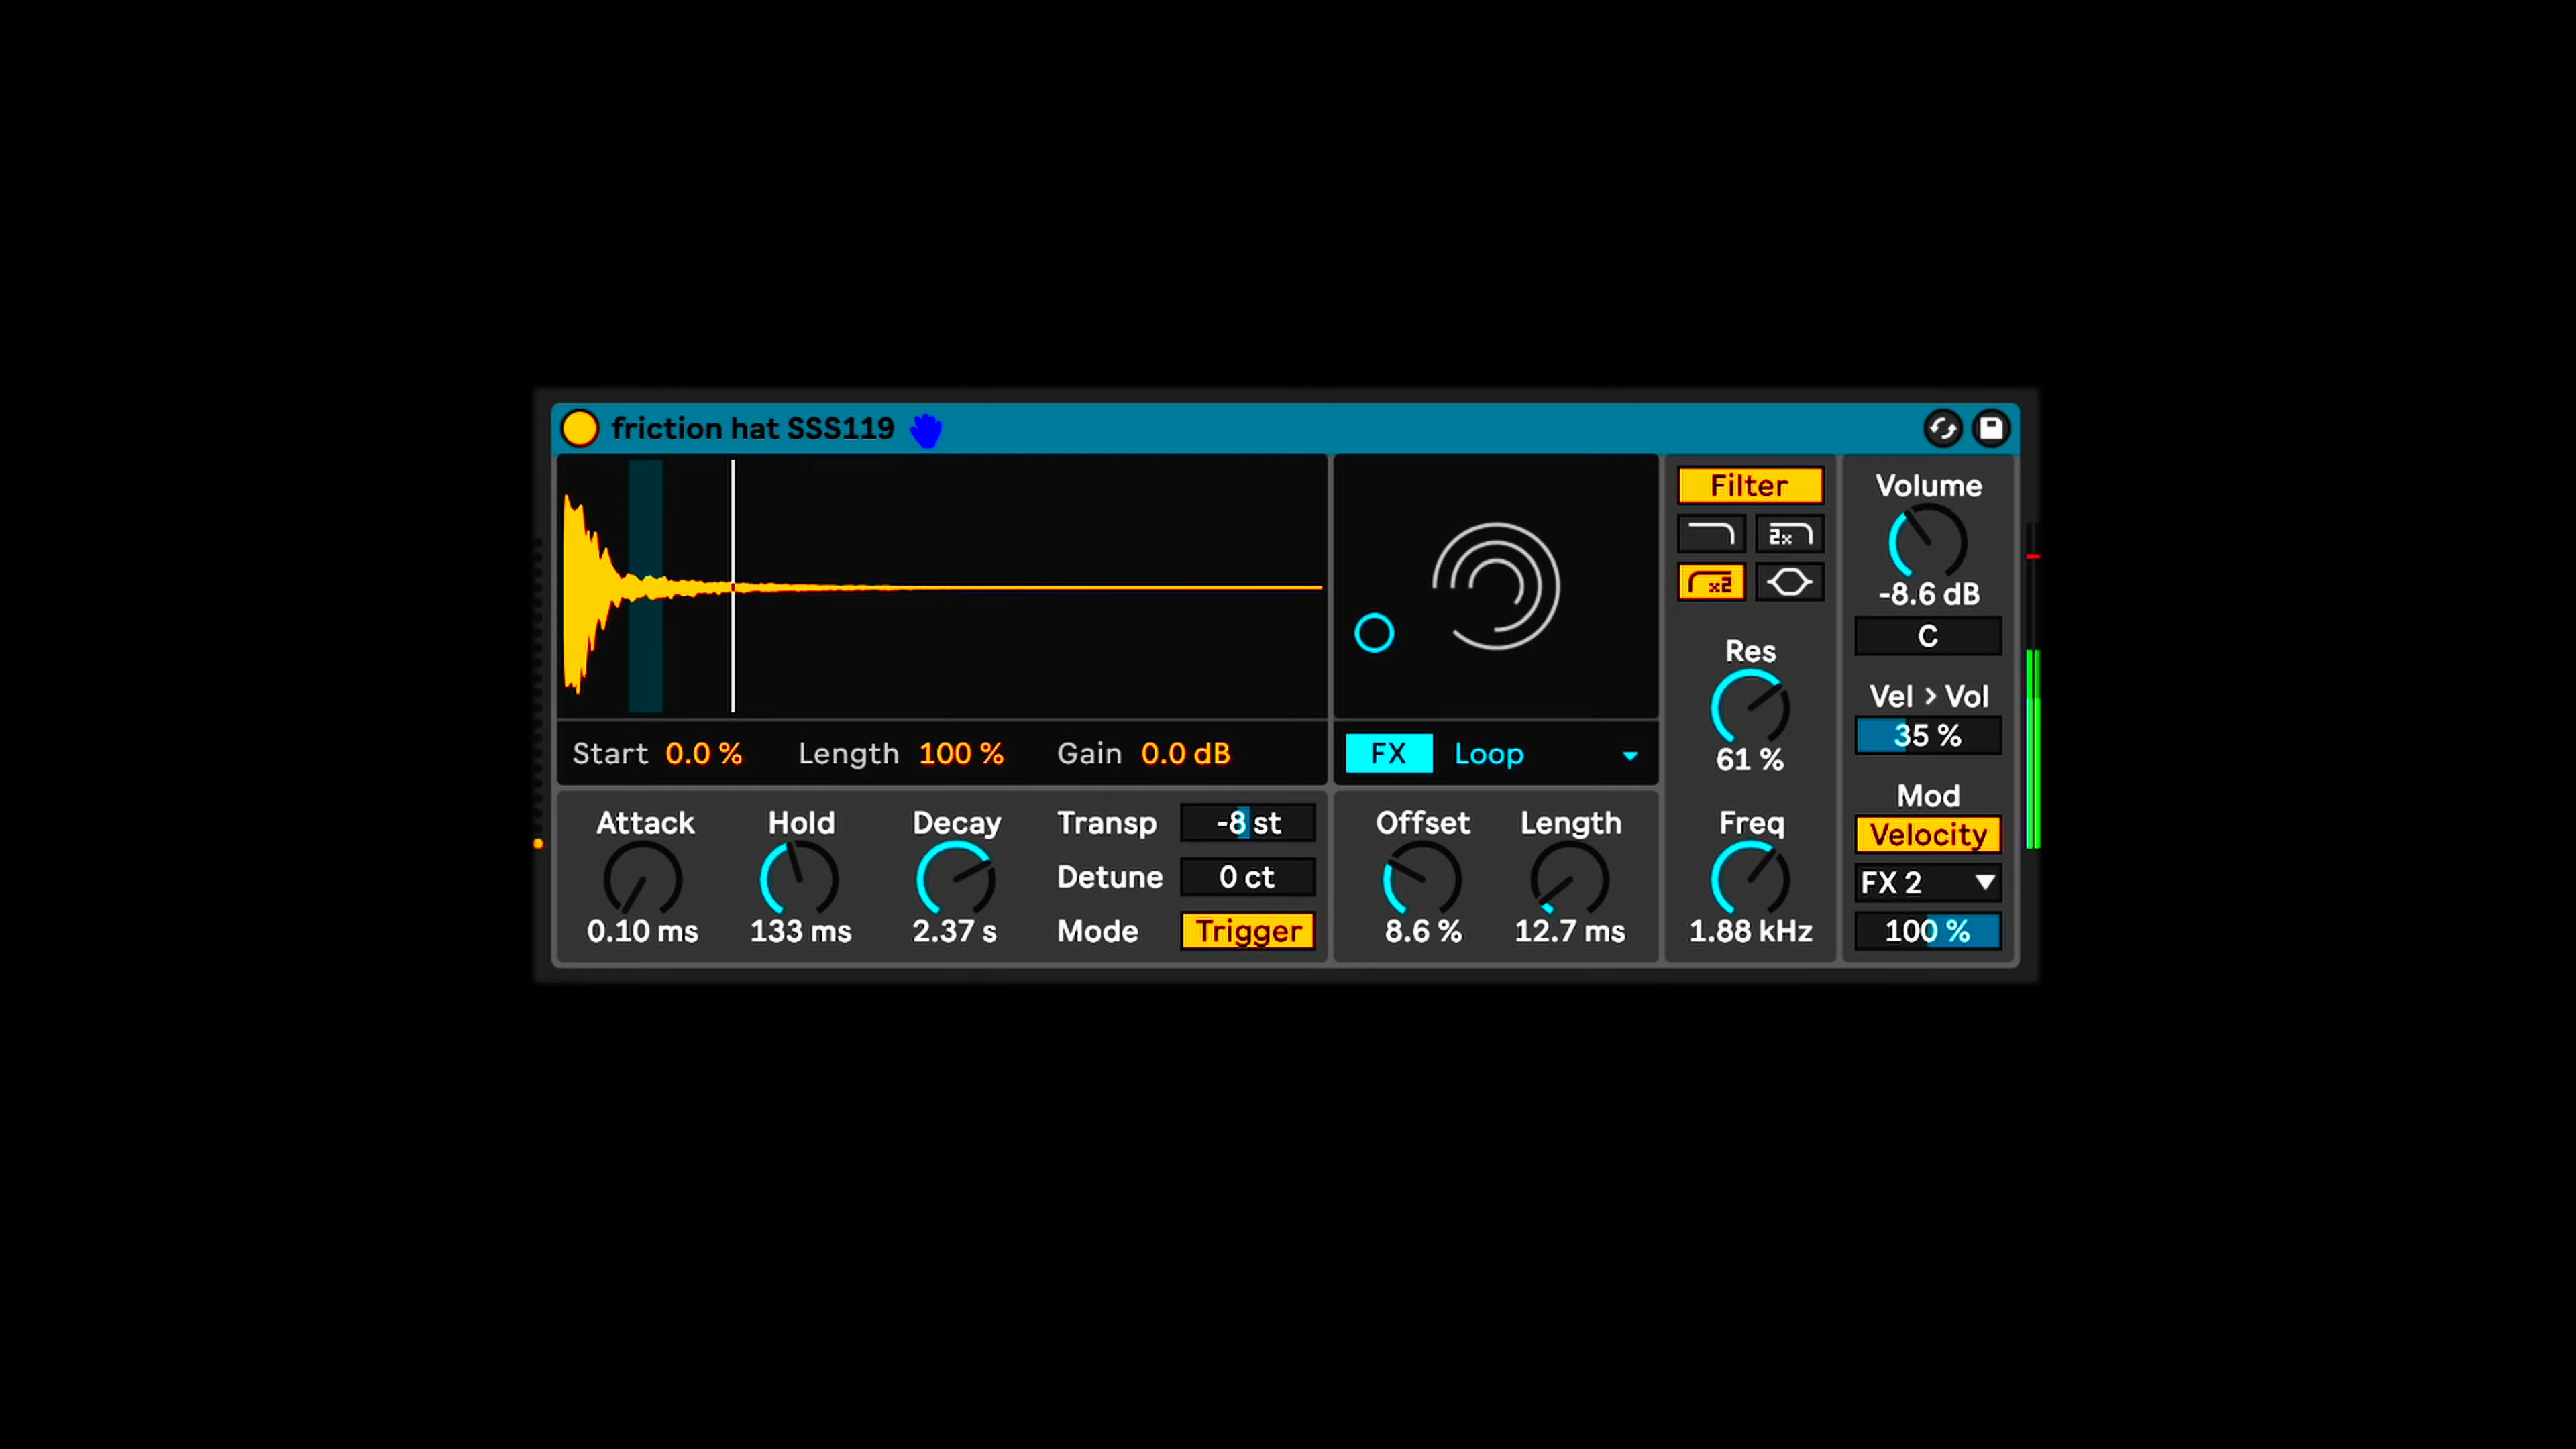 friction hat SSS119
Start 0.0 % Length 100 % Gain 0.0 dB
FX Loop
Attack Hold Decay
0.10 ms 133 ms 2.37 s
Transp -8 st
Detune 0 ct
Mode Trigger
Offset Length
8.6 % 12.7 ms
Filter
2x
x2
Res
61 %
Freq
1.88 kHz
Volume
-8.6 dB
C
Vel > Vol
35 %
Mod
Velocity
FX 2
100 %